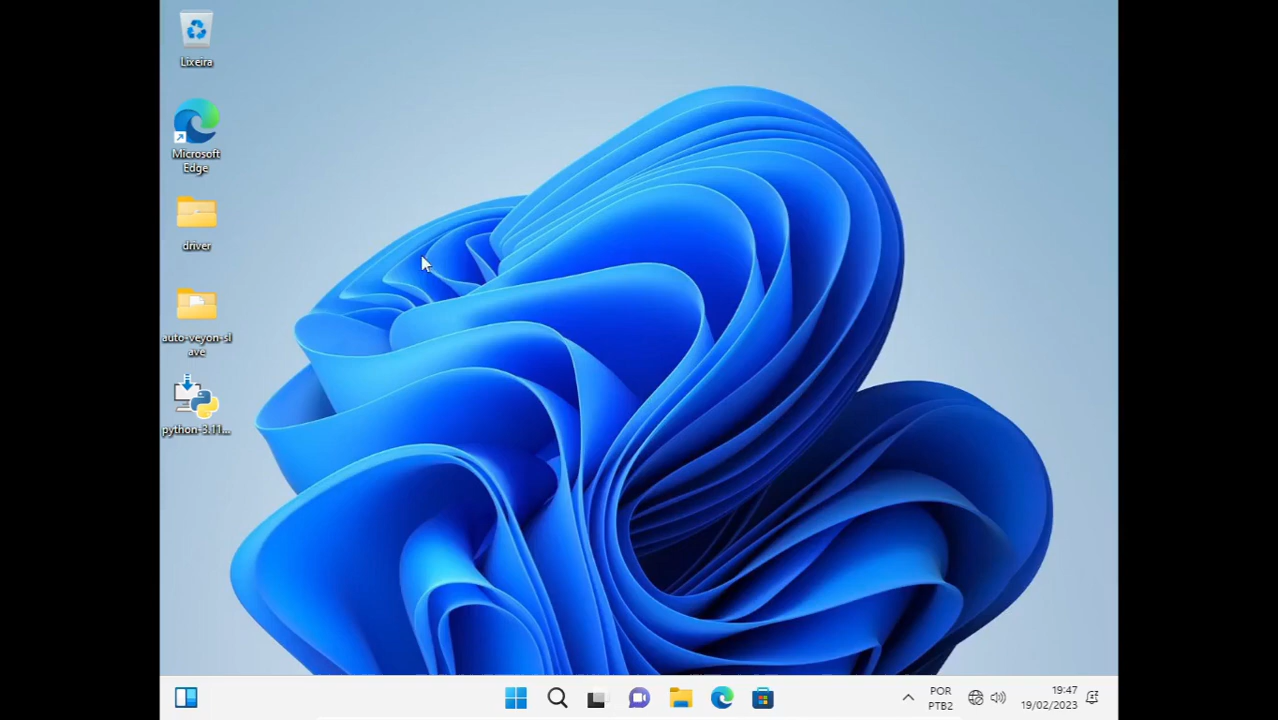 Lixeira
Microsoft
Edge
driver
auto-veyon-sl
ave
python-3.11...
POR
PTB2
19:47
19/02/2023